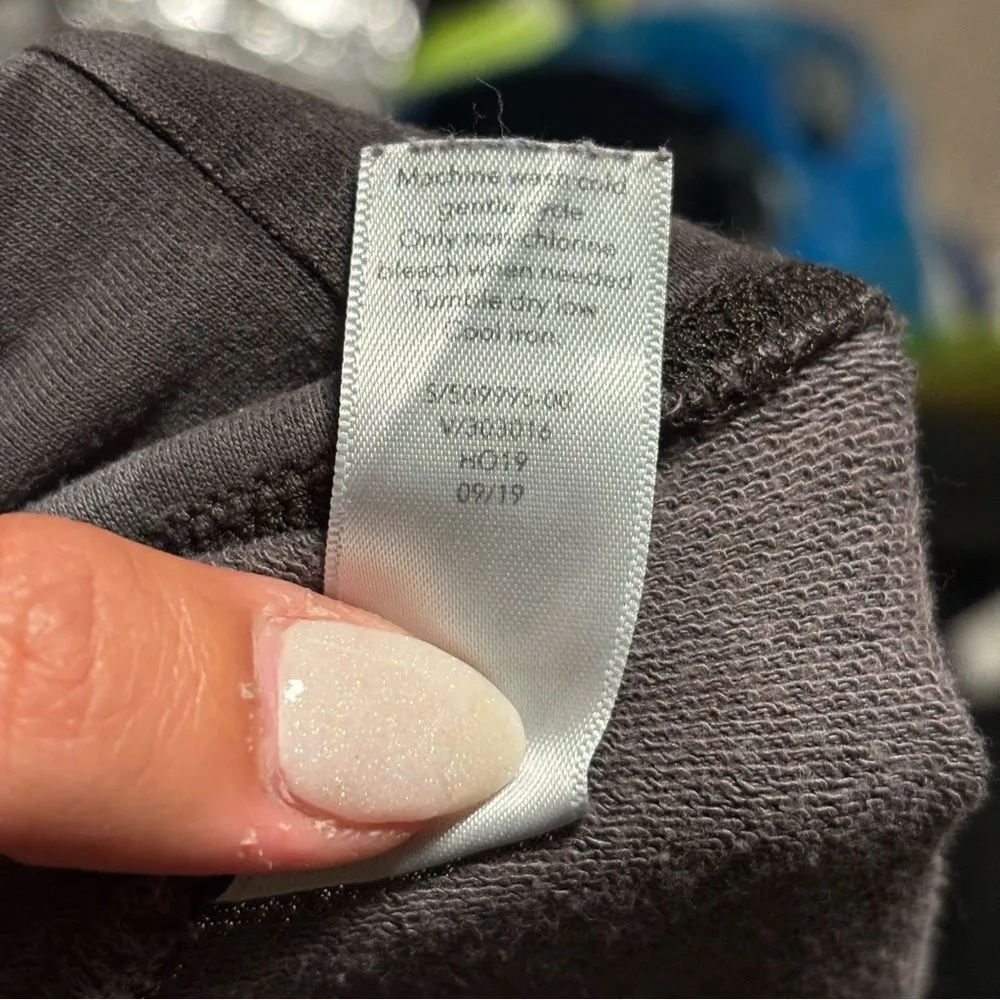 Machine wash cold
gentle cycle
Only non-chlorine
bleach when needed
Tumble dry low
Cool iron.
S/509995-00
V/303016
HO19
09/19